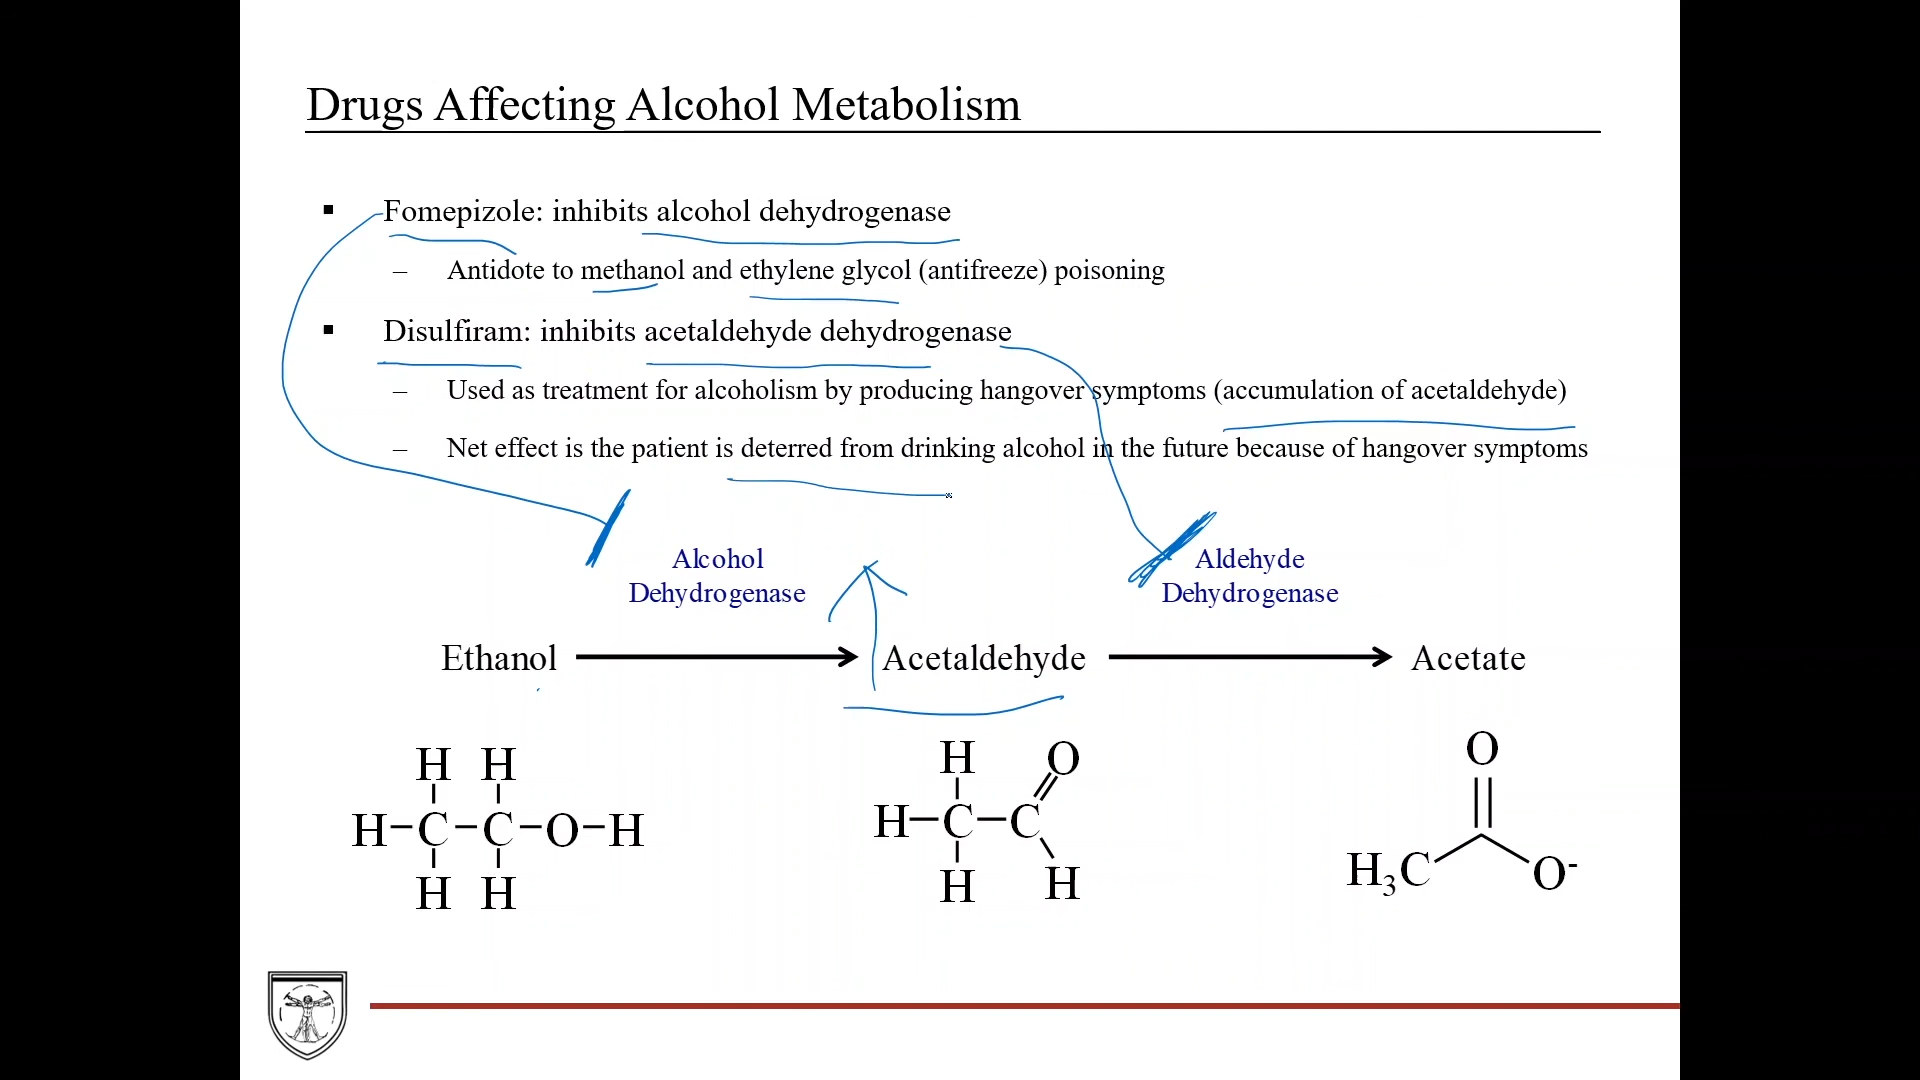 Drugs Affecting Alcohol Metabolism
▪ Fomepizole: inhibits alcohol dehydrogenase
– Antidote to methanol and ethylene glycol (antifreeze) poisoning
▪ Disulfiram: inhibits acetaldehyde dehydrogenase
– Used as treatment for alcoholism by producing hangover symptoms (accumulation of acetaldehyde)
– Net effect is the patient is deterred from drinking alcohol in the future because of hangover symptoms
Alcohol
Dehydrogenase
Aldehyde
Dehydrogenase
Ethanol
Acetaldehyde
Acetate
H H
H–C–C–O–H
H H
H O
H–C–C
H H
O
H₃C O⁻